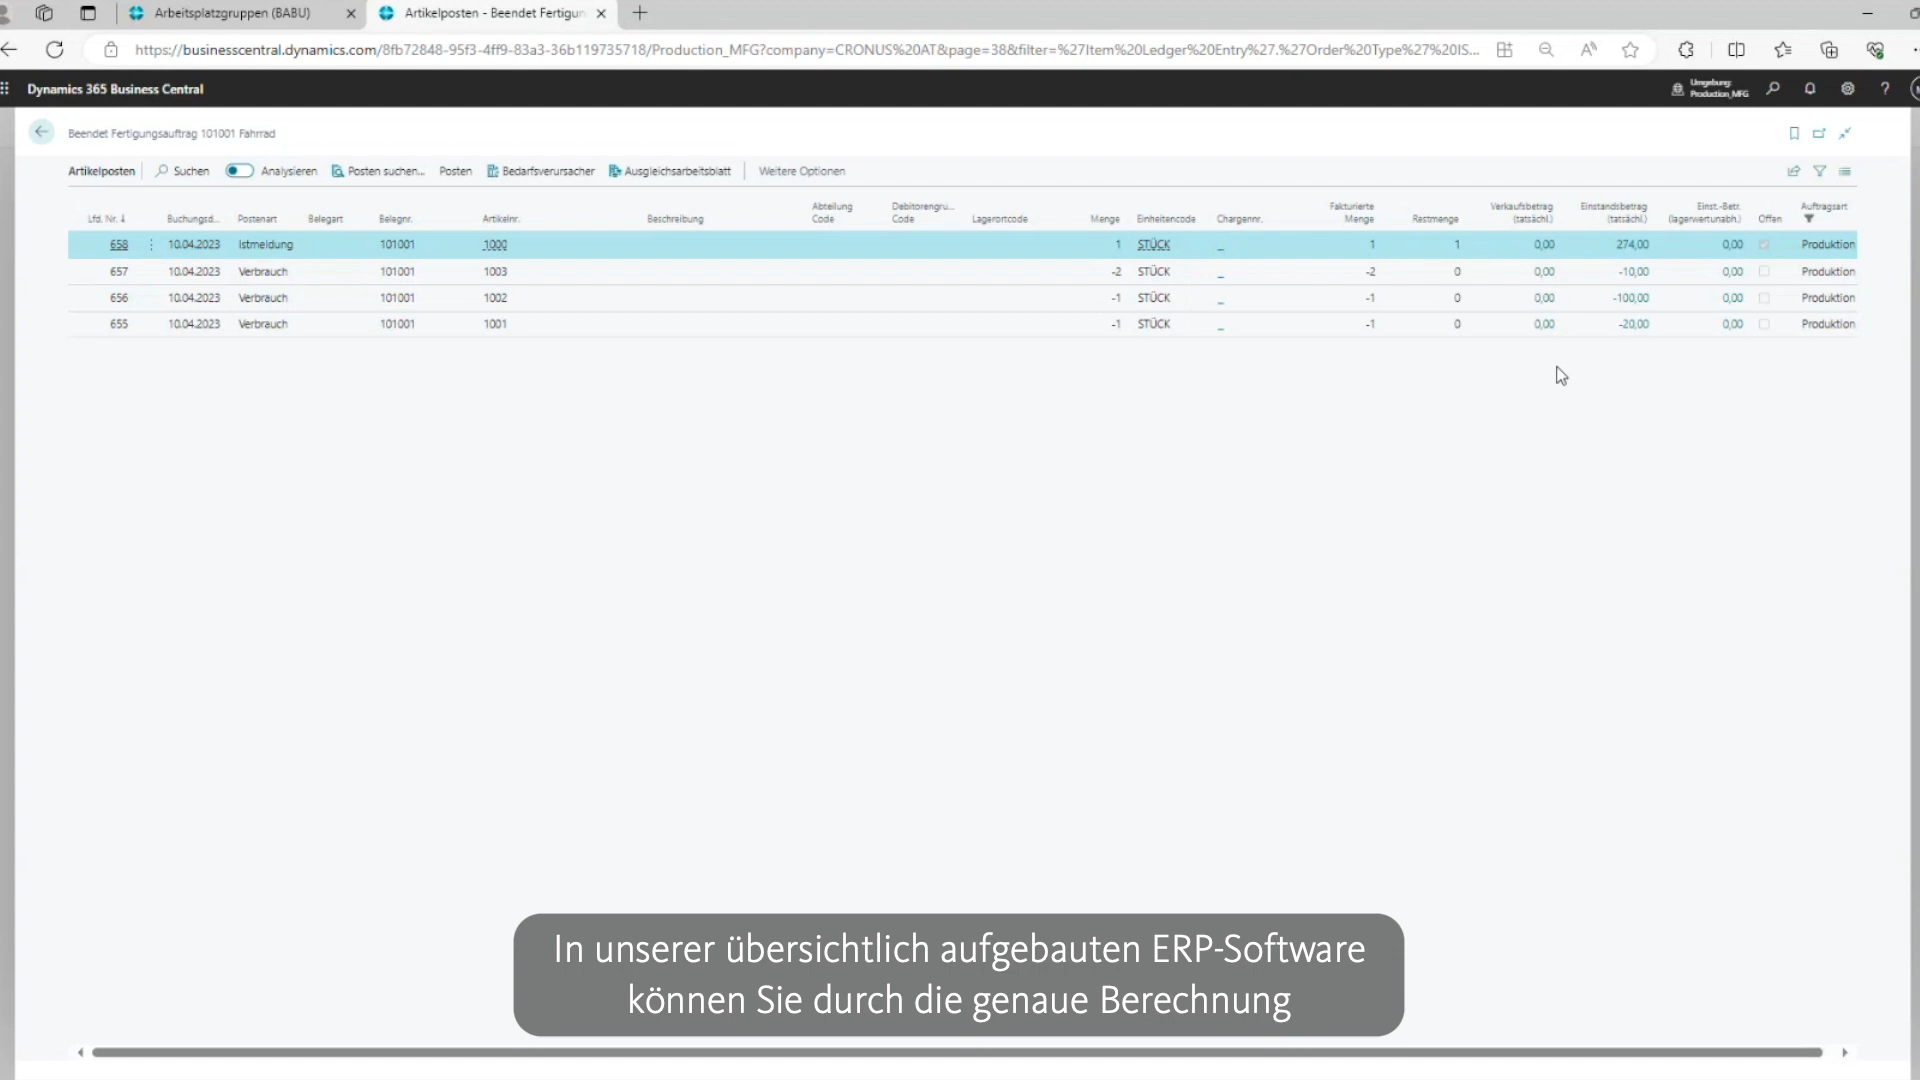 Arbeitsplatzgruppen (BABU)
Artikelposten - Beendet Fertigun
https://businesscentral.dynamics.com/8fb72848-95f3-4ff9-83a3-36b119735718/Production_MFG?company=CRONUS%20AT&page=38&filter=%27Item%20Ledger%20Entry%27.%27Order%20Type%27%20IS...
Dynamics 365 Business Central
Umgebung:
Production_MFG
?
Beendet Fertigungsauftrag 101001 Fahrrad
Artikelposten Suchen Analysieren Posten suchen... Posten Bedarfsverursacher Ausgleichsarbeitsblatt Weitere Optionen
Lfd. Nr. ↓ Buchungsd... Postenart Belegart Belegnr. Artikelnr. Beschreibung Abteilung Code Debitorengru... Code Lagerortcode Menge Einheitencode Chargennr. Fakturierte Menge Restmenge Verkaufsbetrag (tatsächl.) Einstandsbetrag (tatsächl.) Einst.-Betr. (lagerwertunabh.) Offen Auftragsart
658 10.04.2023 Istmeldung 101001 1000 1 STÜCK _ 1 1 0,00 274,00 0,00 Produktion
657 10.04.2023 Verbrauch 101001 1003 -2 STÜCK _ -2 0 0,00 -10,00 0,00 Produktion
656 10.04.2023 Verbrauch 101001 1002 -1 STÜCK _ -1 0 0,00 -100,00 0,00 Produktion
655 10.04.2023 Verbrauch 101001 1001 -1 STÜCK _ -1 0 0,00 -20,00 0,00 Produktion
In unserer übersichtlich aufgebauten ERP-Software
können Sie durch die genaue Berechnung